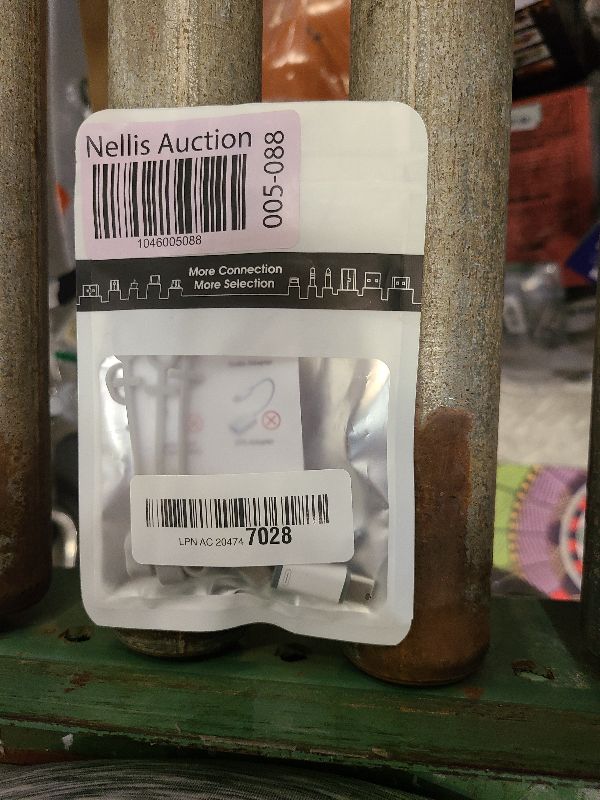 Nellis Auction
005-088
1046005088
More Connection
More Selection
LPN AC 20474 7028